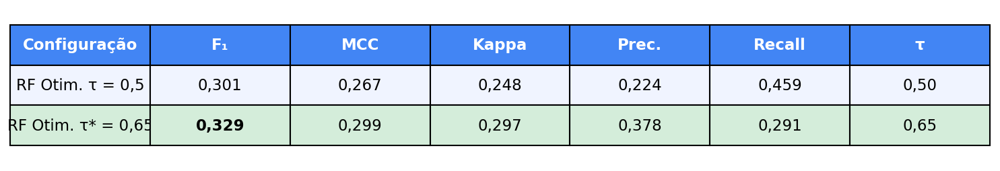 Configuração F₁ MCC Kappa Prec. Recall τ
RF Otim. τ = 0,5 0,301 0,267 0,248 0,224 0,459 0,50
RF Otim. τ* = 0,65 0,329 0,299 0,297 0,378 0,291 0,65